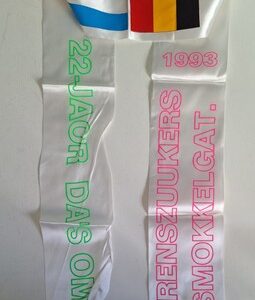 22-JAOR DAS OM
1993
RENSZUUKERS
SMOKKELGAT.